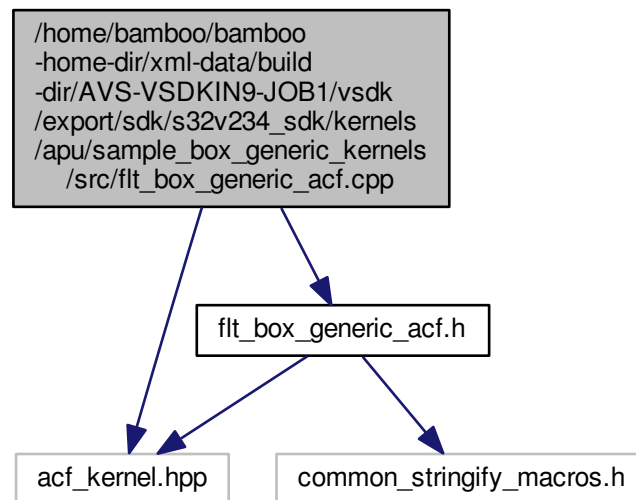 /home/bamboo/bamboo
-home-dir/xml-data/build
-dir/AVS-VSDKIN9-JOB1/vsdk
/export/sdk/s32v234_sdk/kernels
/apu/sample_box_generic_kernels
/src/flt_box_generic_acf.cpp
flt_box_generic_acf.h
acf_kernel.hpp
common_stringify_macros.h